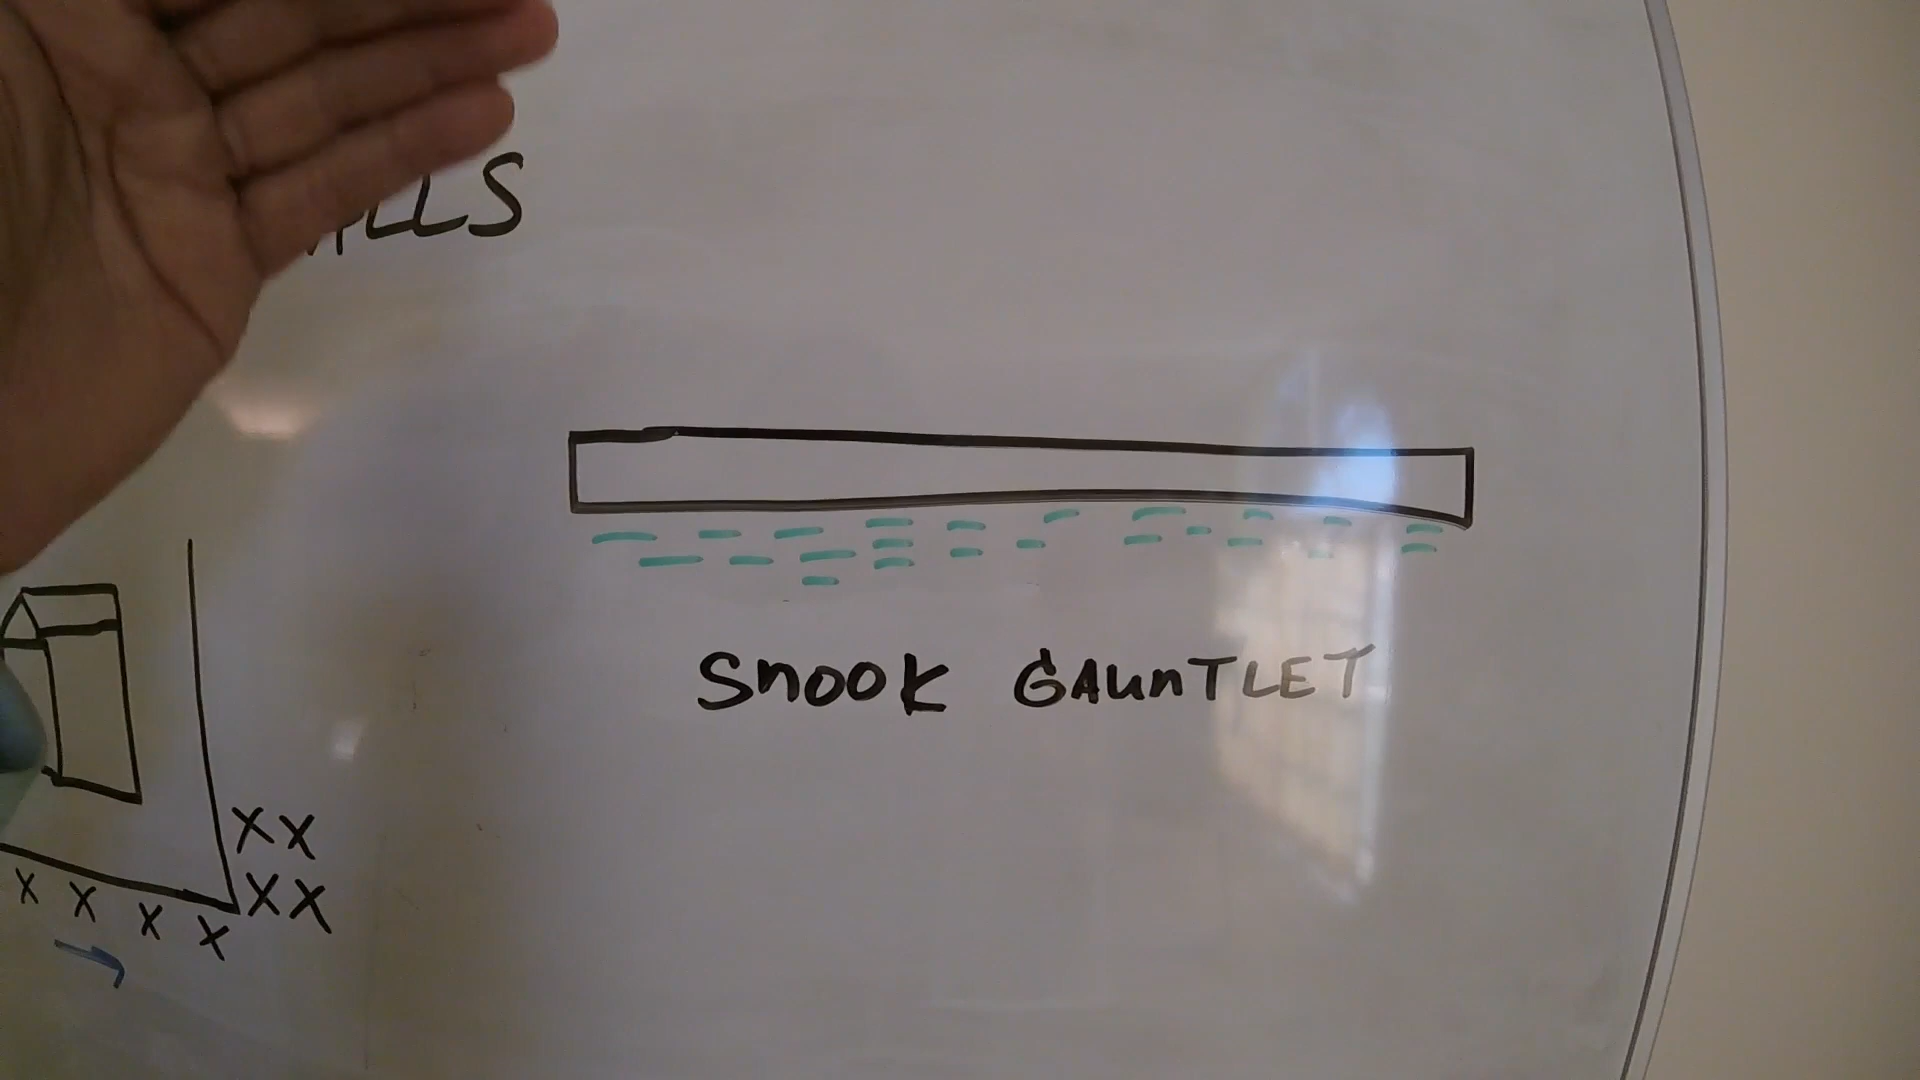 LLS
SnOOK GAUnTLET
XX
XX
X X X X